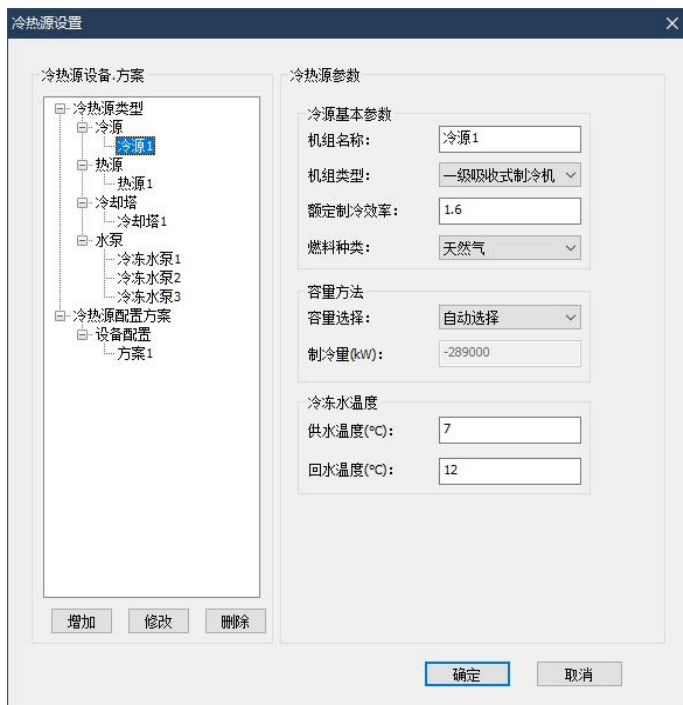 冷热源设置
冷热源设备.方案
冷热源类型
冷源
冷源1
热源
热源1
冷却塔
冷却塔1
水泵
冷冻水泵1
冷冻水泵2
冷冻水泵3
冷热源配置方案
设备配置
方案1
增加 修改 删除
冷热源参数
冷源基本参数
机组名称: 冷源1
机组类型: 一级吸收式制冷机
额定制冷效率: 1.6
燃料种类: 天然气
容量方法
容量选择: 自动选择
制冷量(kW): -289000
冷冻水温度
供水温度(℃): 7
回水温度(℃): 12
确定 取消